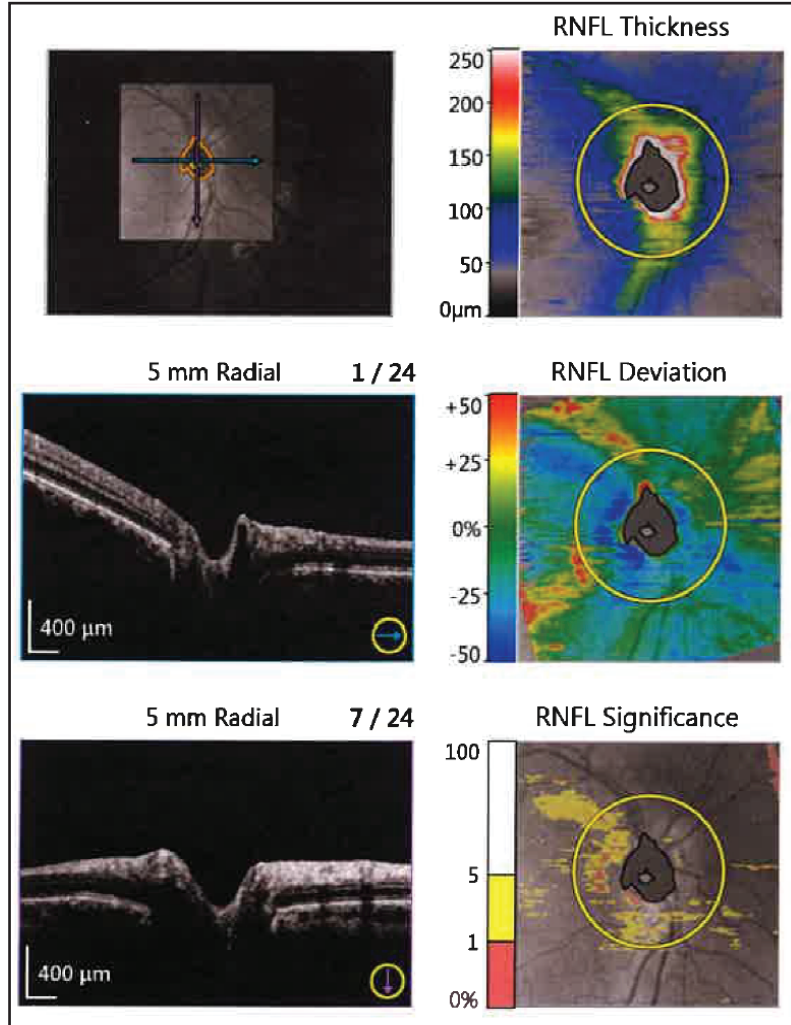 RNFL Thickness
250
200
150
100
50
0µm
5 mm Radial 1 / 24
400 µm
RNFL Deviation
+50
+25
0%
-25
-50
5 mm Radial 7 / 24
400 µm
RNFL Significance
100
5
1
0%